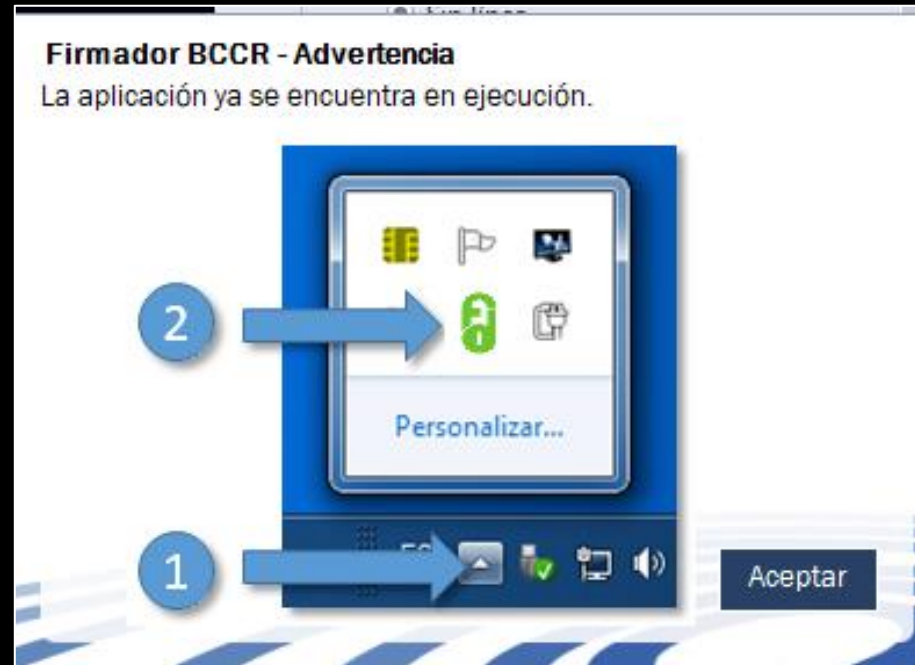 Firmador BCCR - Advertencia
La aplicación ya se encuentra en ejecución.
2
Personalizar...
1
Aceptar